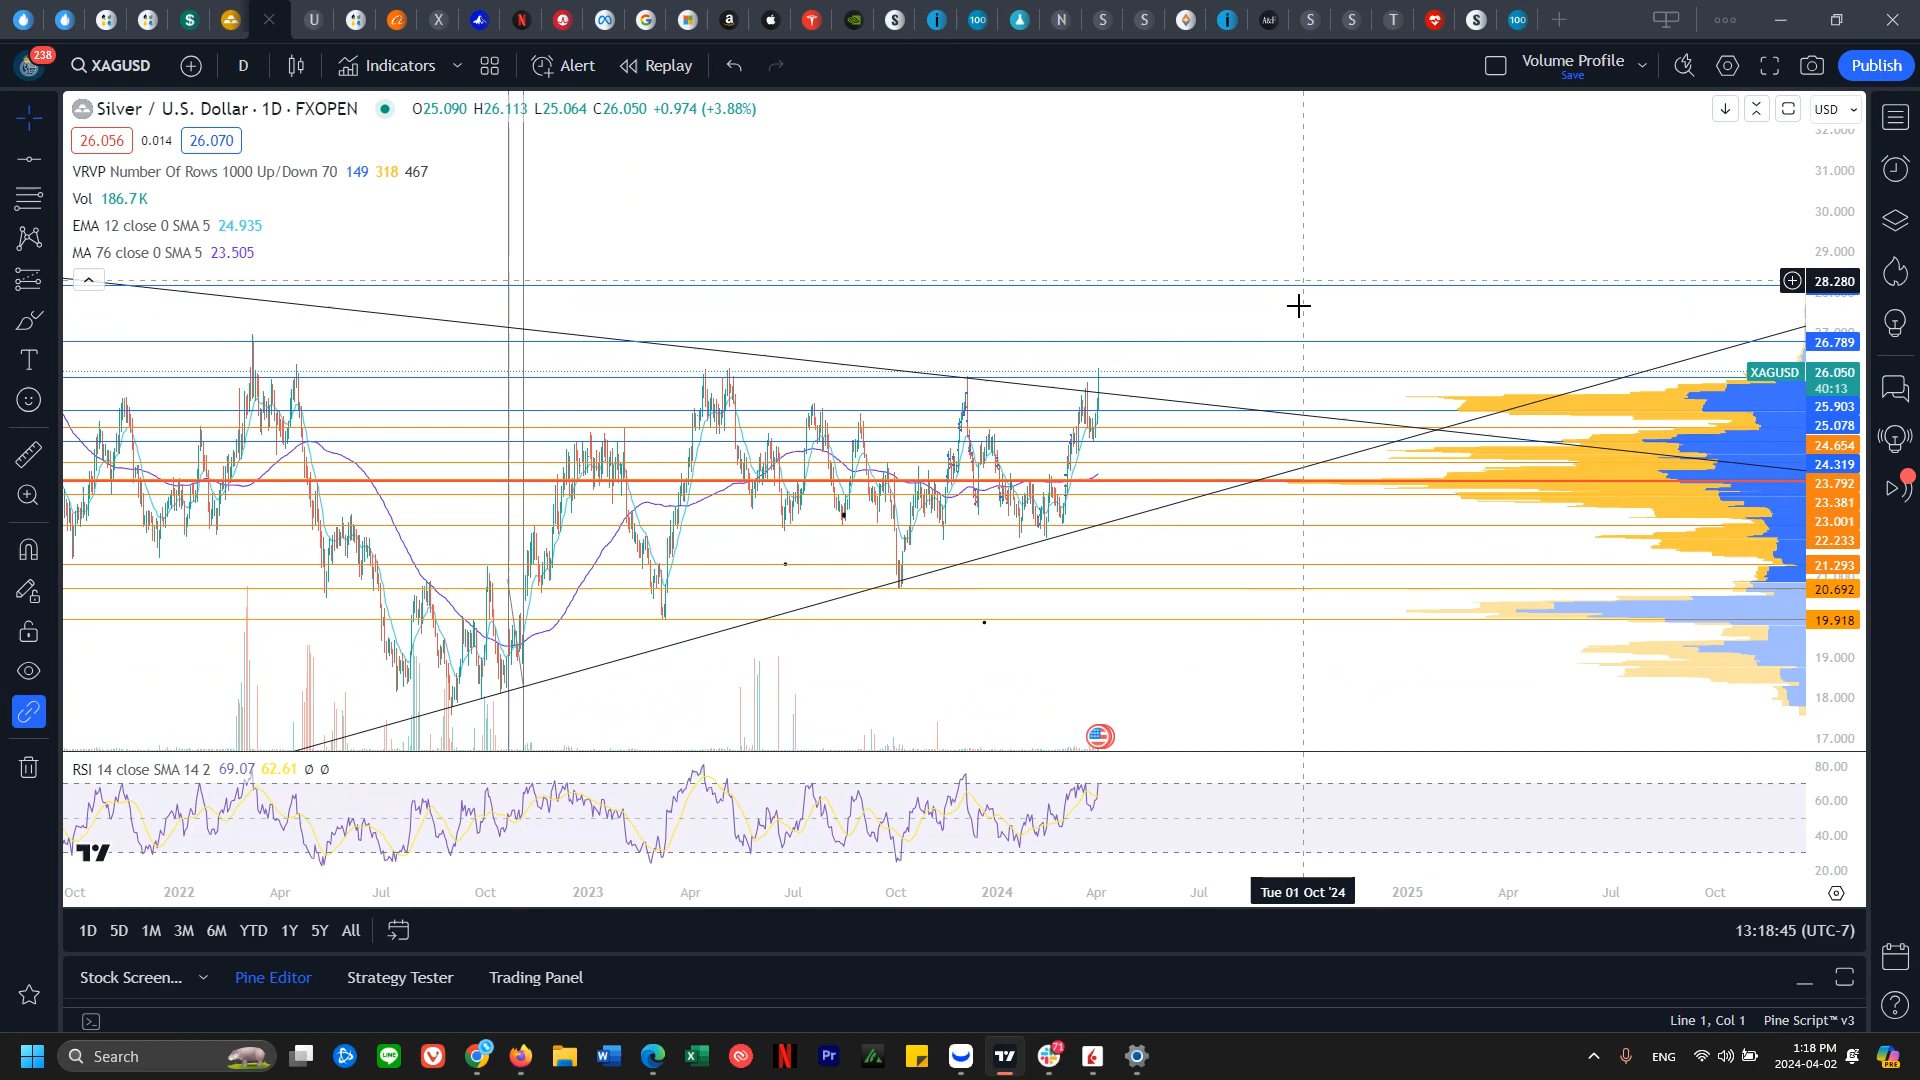 238
XAGUSD
D
Indicators
Alert
Replay
Volume Profile
Save
Publish
Silver / U.S. Dollar · 1D · FXOPEN
O25.090 H26.113 L25.064 C26.050 +0.974 (+3.88%)
USD
26.056 0.014 26.070
VRVP Number Of Rows 1000 Up/Down 70 149 318 467
Vol 186.7K
EMA 12 close 0 SMA 5 24.935
MA 76 close 0 SMA 5 23.505
32.000
31.000
30.000
29.000
28.280
26.789
XAGUSD 26.050
40:13
25.903
25.078
24.654
24.319
23.792
23.381
23.001
22.233
21.293
20.692
19.918
19.000
18.000
17.000
RSI 14 close SMA 14 2 69.07 62.61 Ø Ø
80.00
60.00
40.00
20.00
Oct 2022 Apr Jul Oct 2023 Apr Jul Oct 2024 Apr Jul Tue 01 Oct '24 2025 Apr Jul Oct
1D 5D 1M 3M 6M YTD 1Y 5Y All
13:18:45 (UTC-7)
Stock Screen... Pine Editor Strategy Tester Trading Panel
Line 1, Col 1 Pine Script™ v3
Search
71
ENG
1:18 PM
2024-04-02